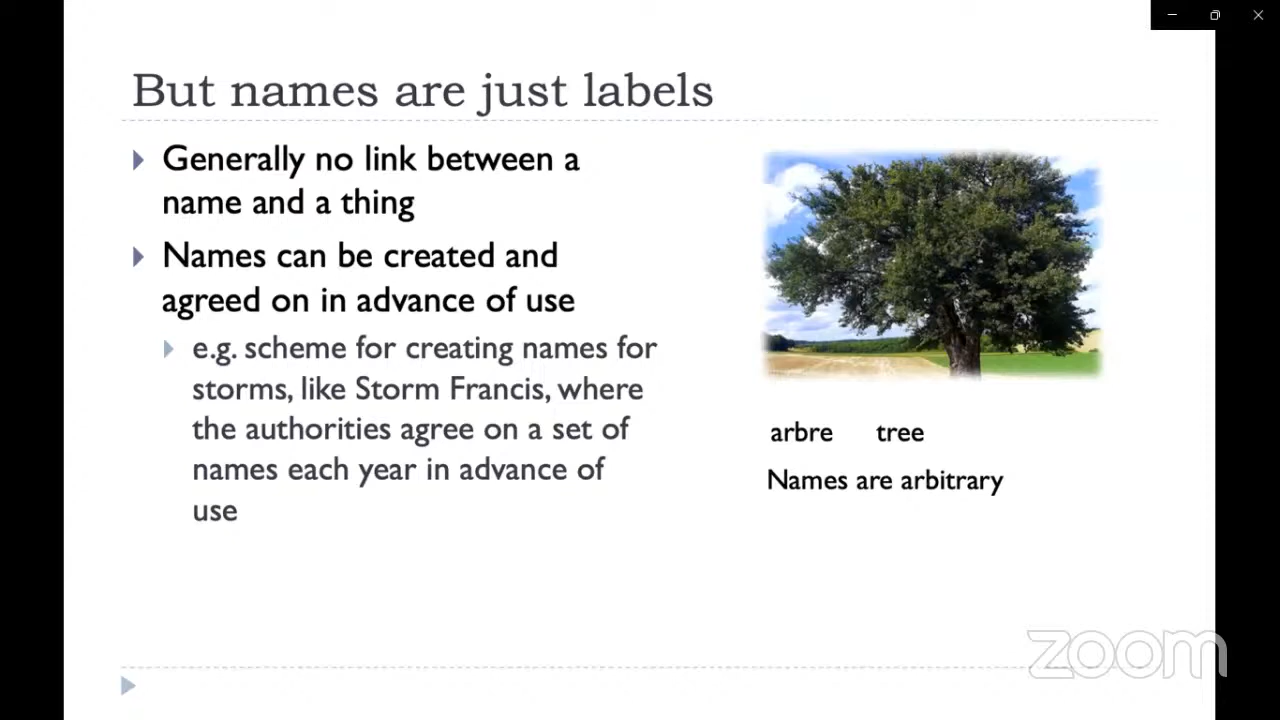 But names are just labels
Generally no link between a
name and a thing
Names can be created and
agreed on in advance of use
e.g. scheme for creating names for
storms, like Storm Francis, where
the authorities agree on a set of
names each year in advance of
use
arbre tree
Names are arbitrary
zoom